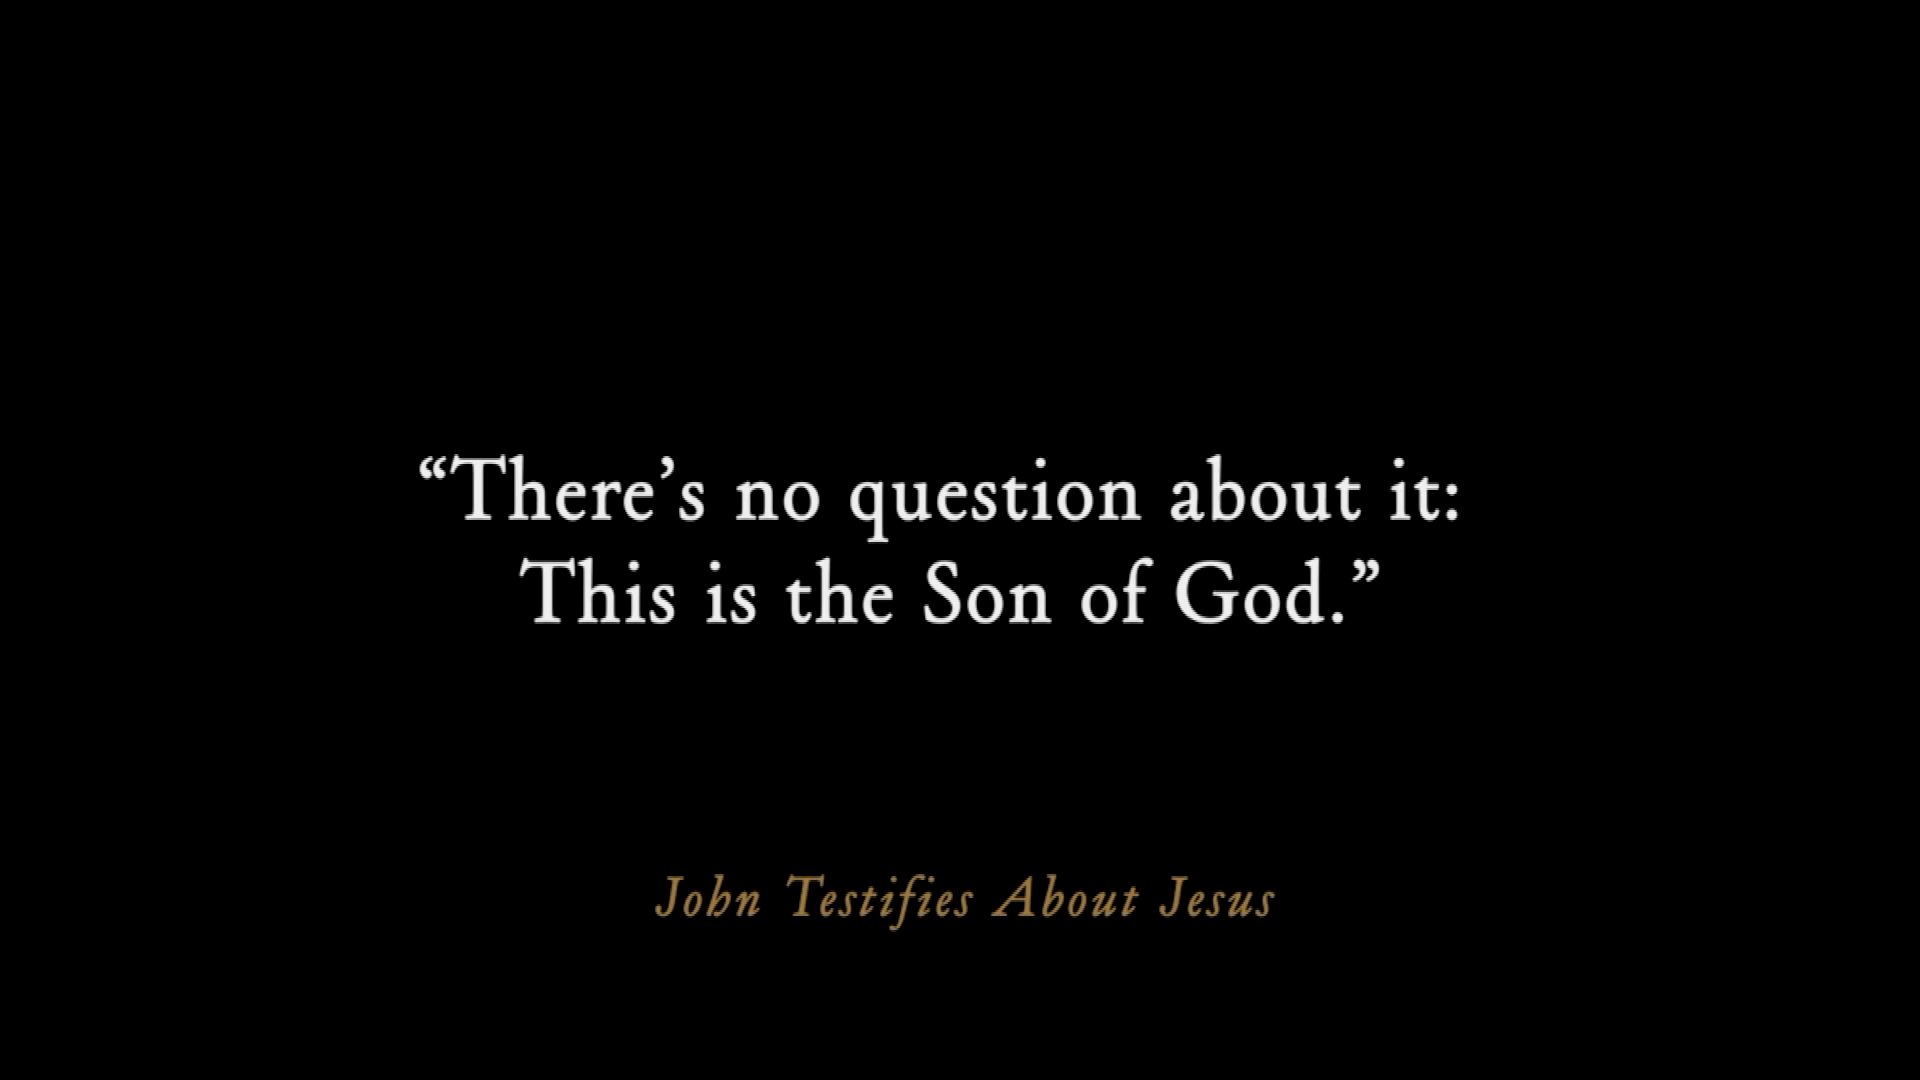 “There’s no question about it:
This is the Son of God.”
John Testifies About Jesus